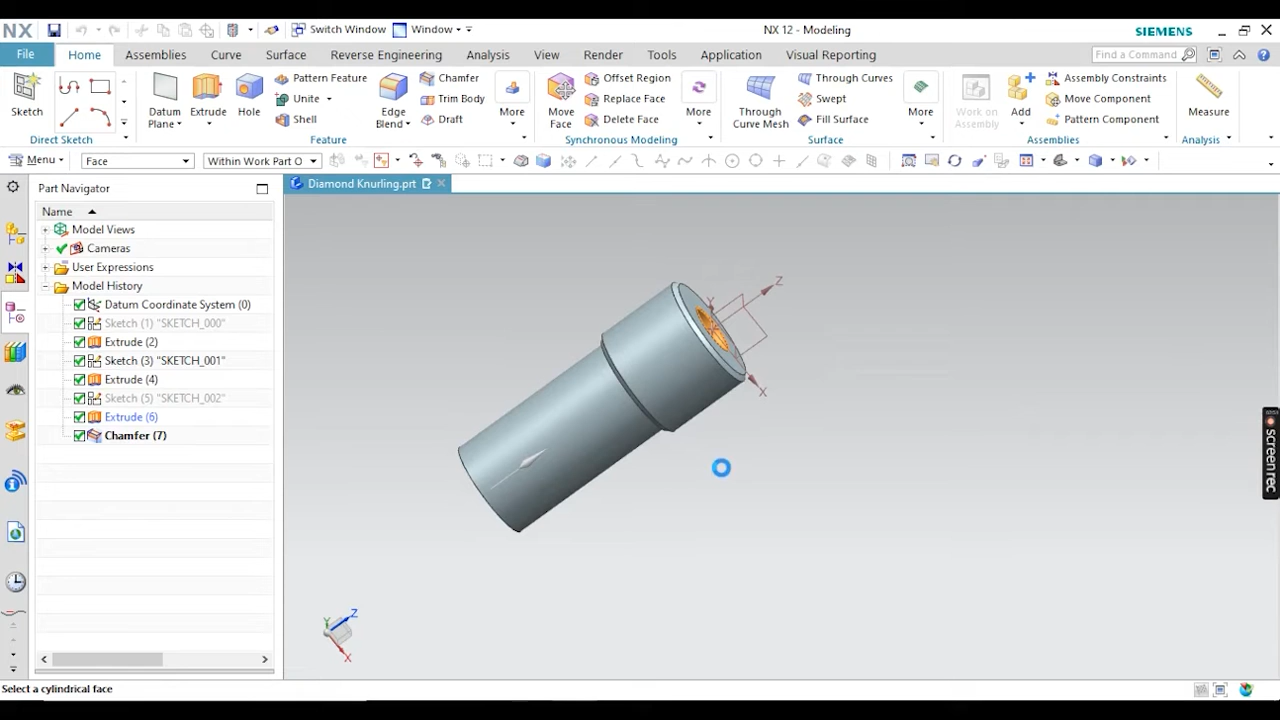 NX
Switch Window
Window
NX 12 - Modeling
SIEMENS
File
Home
Assemblies
Curve
Surface
Reverse Engineering
Analysis
View
Render
Tools
Application
Visual Reporting
Find a Command
Sketch
Direct Sketch
Datum Plane
Extrude
Hole
Pattern Feature
Unite
Shell
Edge Blend
Chamfer
Trim Body
Draft
More
Feature
Move Face
Offset Region
Replace Face
Delete Face
More
Synchronous Modeling
Through Curve Mesh
Through Curves
Swept
Fill Surface
More
Surface
Work on Assembly
Add
Assembly Constraints
Move Component
Pattern Component
Assemblies
Measure
Analysis
Menu
Face
Within Work Part O
Part Navigator
Diamond Knurling.prt
Name
Model Views
Cameras
User Expressions
Model History
Datum Coordinate System (0)
Sketch (1) "SKETCH_000"
Extrude (2)
Sketch (3) "SKETCH_001"
Extrude (4)
Sketch (5) "SKETCH_002"
Extrude (6)
Chamfer (7)
Z
Y
X
Z
Y
X
screenrec
Select a cylindrical face